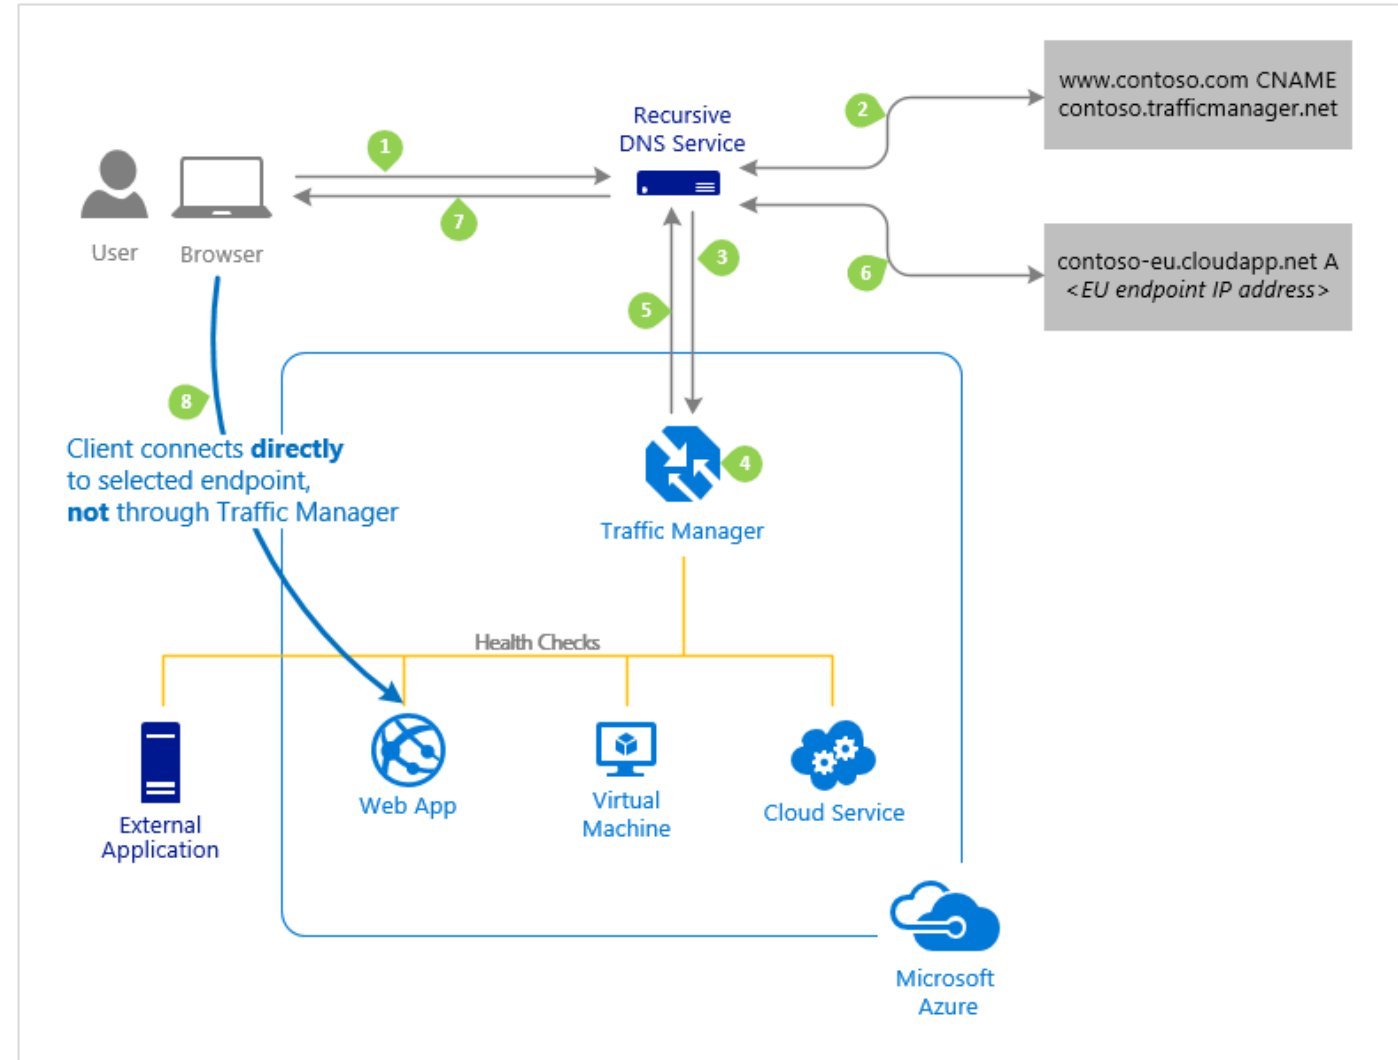 www.contoso.com CNAME
contoso.trafficmanager.net
Recursive
DNS Service
1
2
7
User
Browser
3
6
contoso-eu.cloudapp.net A
<EU endpoint IP address>
5
8
Client connects directly
to selected endpoint,
not through Traffic Manager
4
Traffic Manager
Health Checks
External
Application
Web App
Virtual
Machine
Cloud Service
Microsoft
Azure